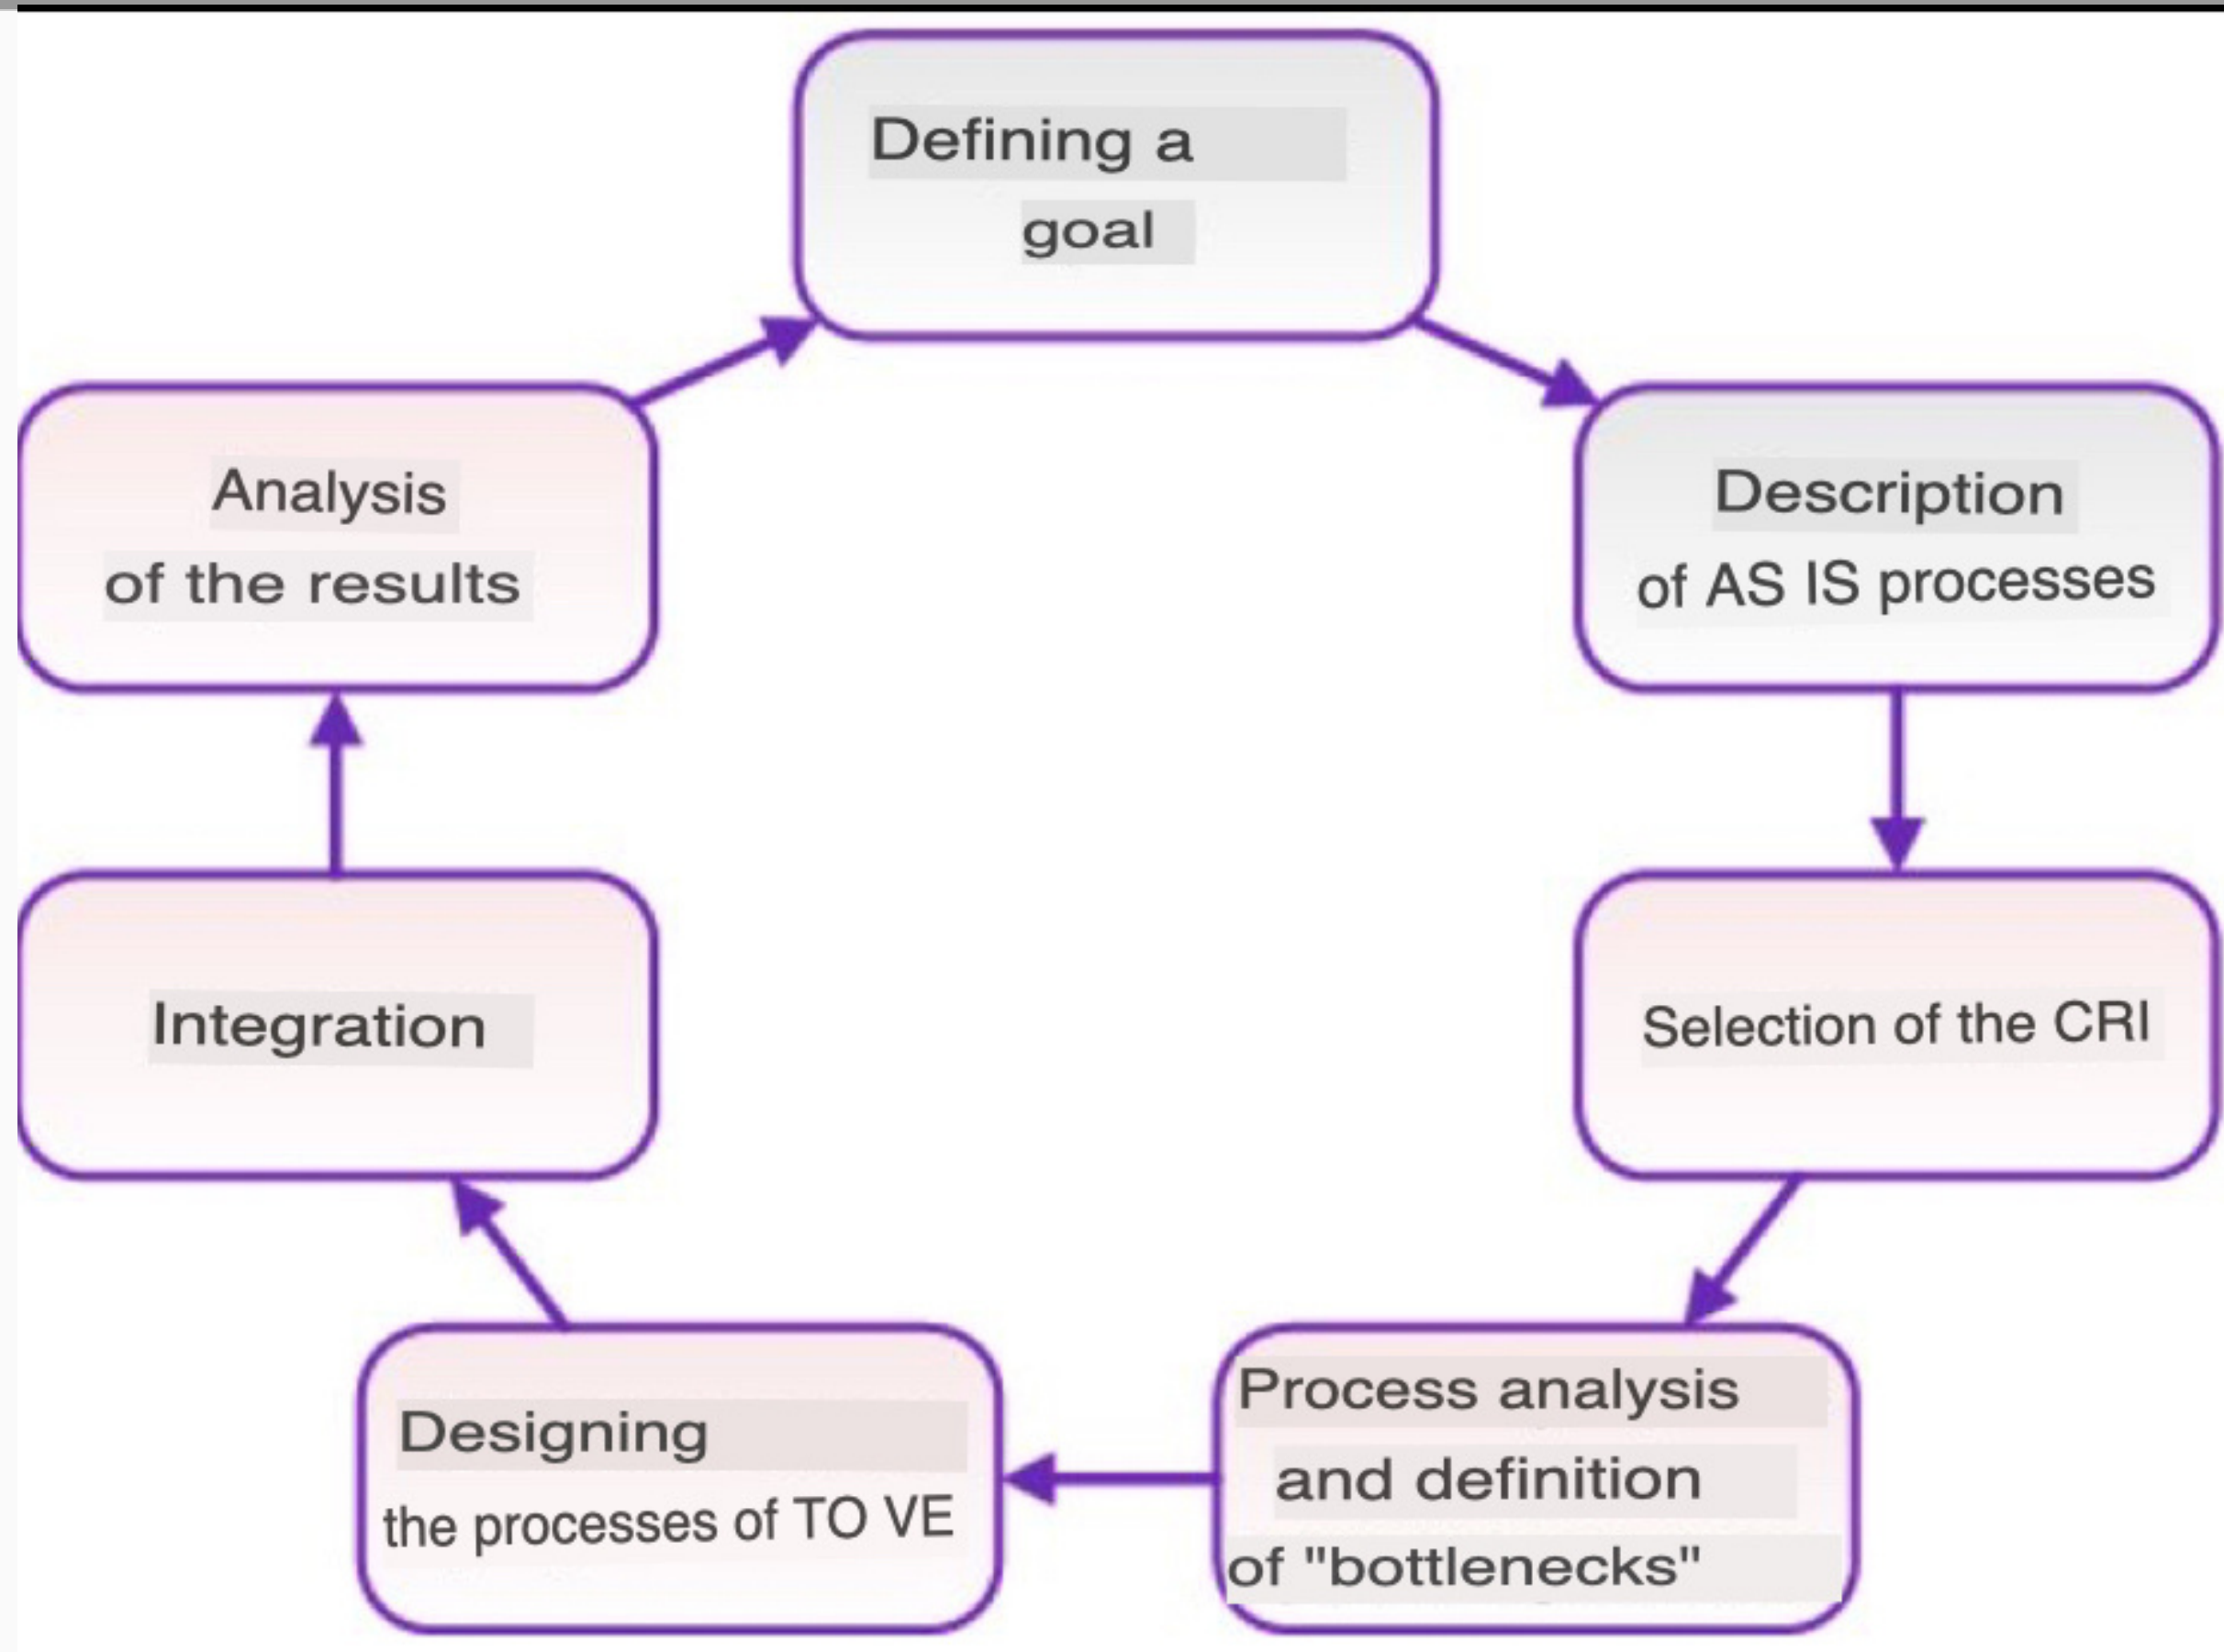 Defining a
goal
Description
of AS IS processes
Selection of the CRI
Process analysis
and definition
of "bottlenecks"
Designing
the processes of TO VE
Integration
Analysis
of the results